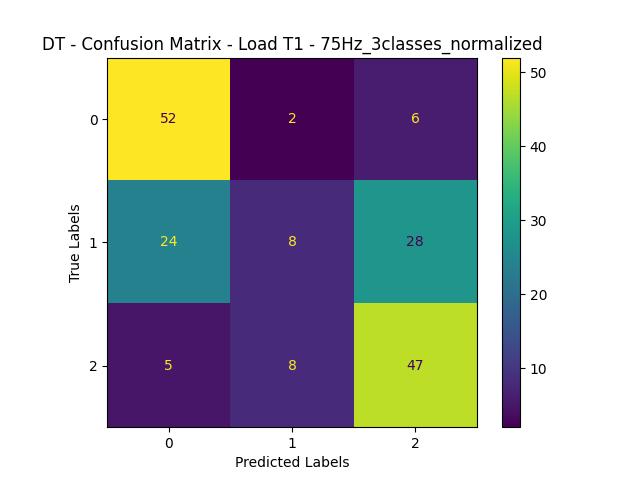 DT - Confusion Matrix - Load T1 - 75Hz_3classes_normalized
0 52 2 6
1 24 8 28
2 5 8 47
0 1 2
True Labels
Predicted Labels
50
40
30
20
10